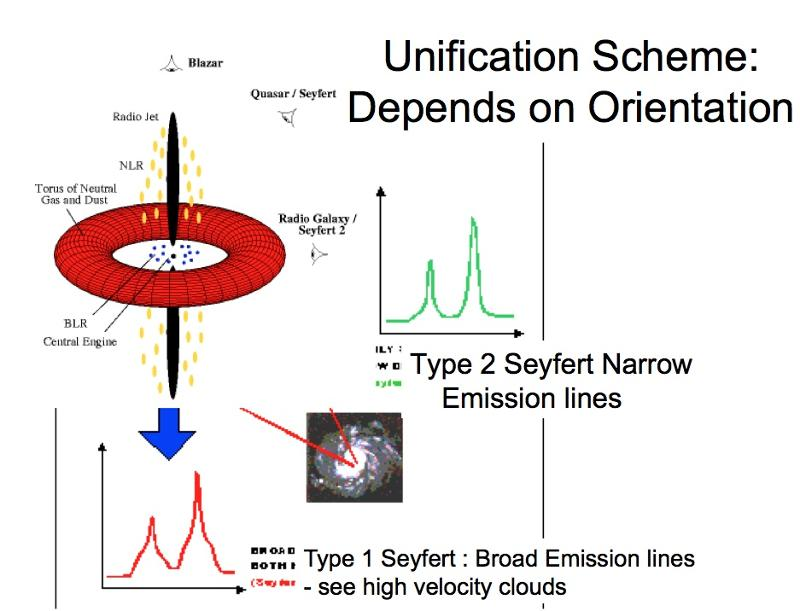 Unification Scheme:
Depends on Orientation
Blazar
Quasar / Seyfert
Radio Jet
NLR
Torus of Neutral
Gas and Dust
Radio Galaxy /
Seyfert 2
BLR
Central Engine
Type 2 Seyfert Narrow
Emission lines
BROAD
BOTH
Type 1 Seyfert : Broad Emission lines
- see high velocity clouds